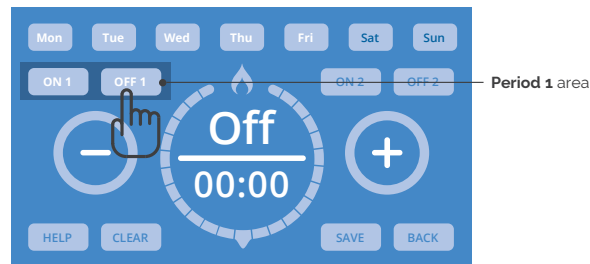 Mon Tue Wed Thu Fri Sat Sun
ON 1 OFF 1 ON 2 OFF 2 Period 1 area
Off
00:00
HELP CLEAR SAVE BACK